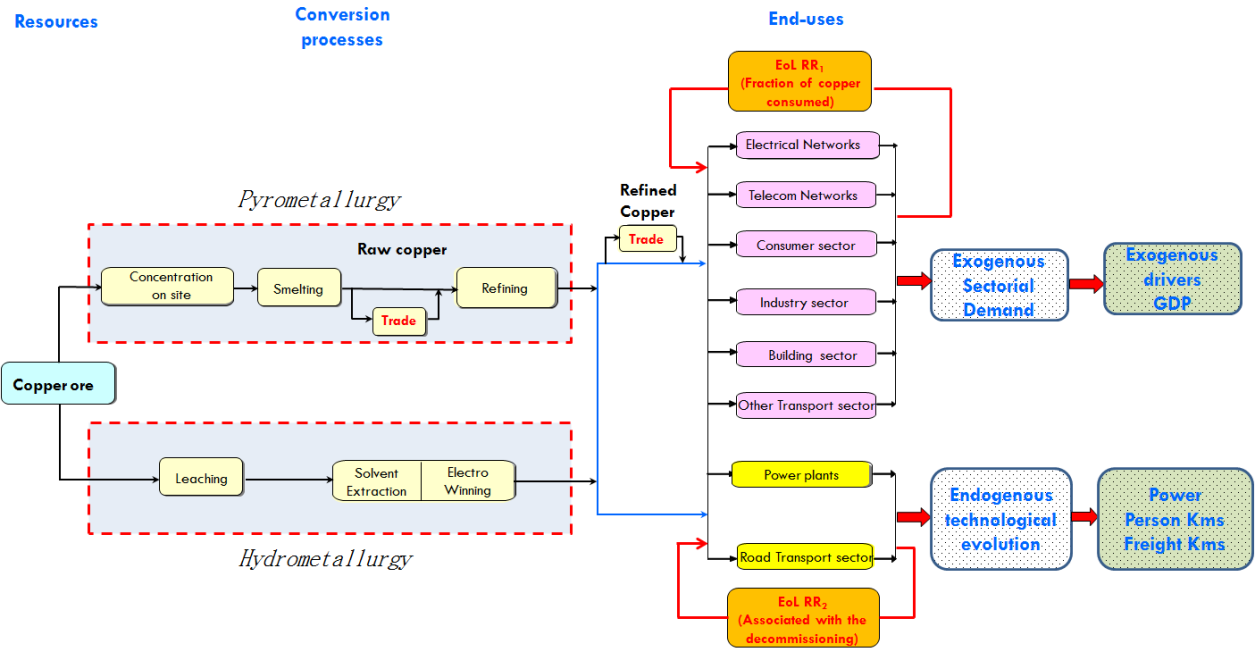 Resources
Conversion
processes
End-uses
EoL RR₁
(Fraction of copper
consumed)
Electrical Networks
Telecom Networks
Consumer sector
Industry sector
Building sector
Other Transport sector
Refined
Copper
Trade
Pyrometallurgy
Raw copper
Concentration
on site
Smelting
Trade
Refining
Copper ore
Exogenous
Sectorial
Demand
Exogenous
drivers
GDP
Leaching
Solvent
Extraction
Electro
Winning
Hydrometallurgy
Power plants
Road Transport sector
Endogenous
technological
evolution
Power
Person Kms
Freight Kms
EoL RR₂
(Associated with the
decommissioning)